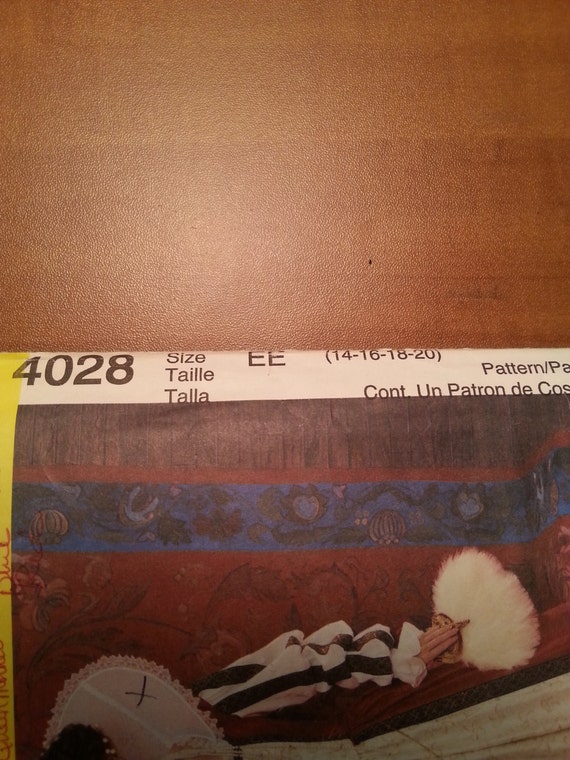 4028
Size EE (14-16-18-20)
Taille
Talla
Pattern/Pa
Cont. Un Patron de Cos